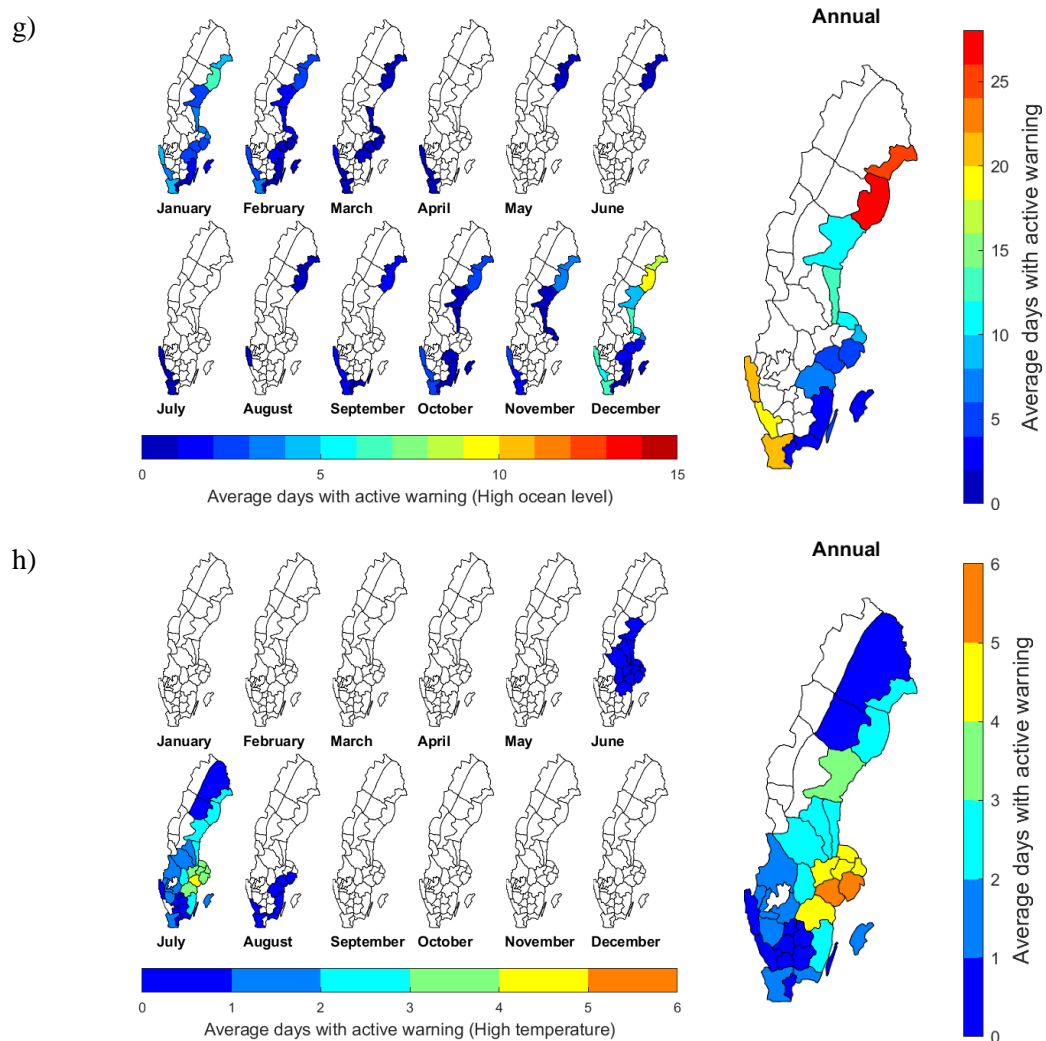 g)
Annual
January February March April May June
July August September October November December
0 5 10 15
Average days with active warning (High ocean level)
25
20
15
10
5
0
Average days with active warning
h)
Annual
January February March April May June
July August September October November December
0 1 2 3 4 5 6
Average days with active warning (High temperature)
6
5
4
3
2
1
0
Average days with active warning